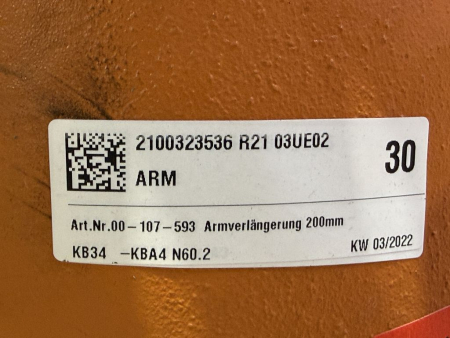 2100323536 R21 03UE02
30
ARM
Art.Nr.00-107-593 Armverlängerung 200mm
KB34 -KBA4 N60.2
KW 03/2022